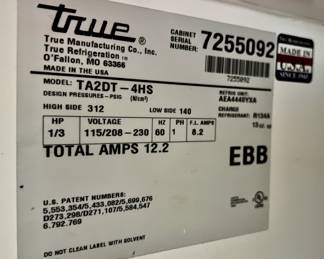 true
True Manufacturing Co., Inc.
True Refrigeration
O'Fallon, MO 63366
MADE IN THE USA
CABINET
SERIAL
NUMBER:
7255092
7255092
MADE IN
U.S.A.
SINCE 1945
MODEL: TA2DT-4HS
DESIGN PRESSURES-PSIG (N/cm²)
HIGH SIDE 312
LOW SIDE 140
REFRIG UNIT:
AEA4448YXA
CHARGE
REFRIGERANT: R134A
HP VOLTAGE HZ PH F.L. AMPS
1/3 115/208-230 60 1 8.2
TOTAL AMPS 12.2
EBB
U.S. PATENT NUMBERS:
5,553,354/5,433,082/5,699,676
D273,298/D271,107/5,584,547
6.792,769
DO NOT CLEAN LABEL WITH SOLVENT